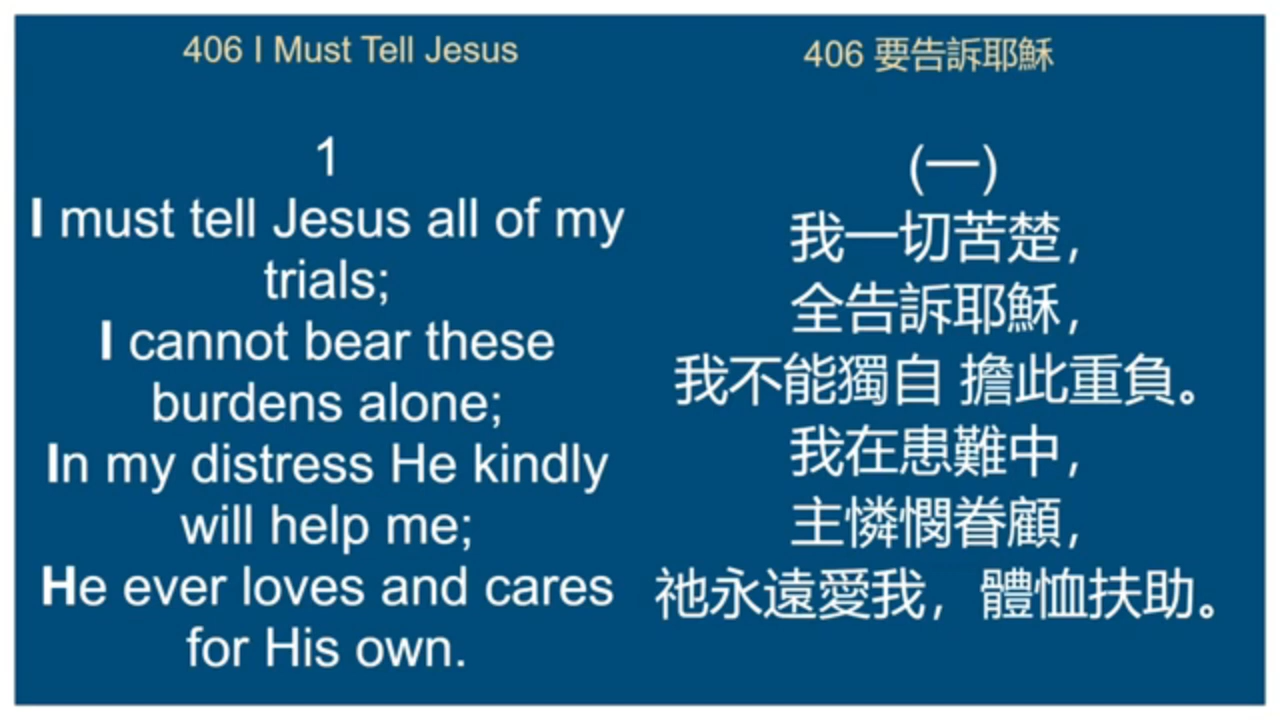 406 I Must Tell Jesus
1
I must tell Jesus all of my
trials;
I cannot bear these
burdens alone;
In my distress He kindly
will help me;
He ever loves and cares
for His own.
406 要告訴耶穌
(一)
我一切苦楚，
全告訴耶穌，
我不能獨自 擔此重負。
我在患難中，
主憐憫眷顧，
祂永遠愛我，體恤扶助。